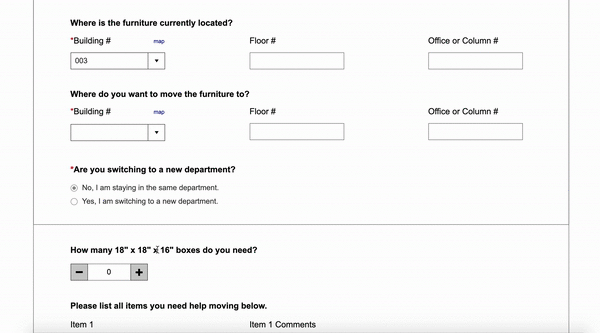 Where is the furniture currently located?
*Building # map Floor # Office or Column #
003
Where do you want to move the furniture to?
*Building # map Floor # Office or Column #
*Are you switching to a new department?
No, I am staying in the same department.
Yes, I am switching to a new department.
How many 18" x 18" x 16" boxes do you need?
− 0 +
Please list all items you need help moving below.
Item 1 Item 1 Comments